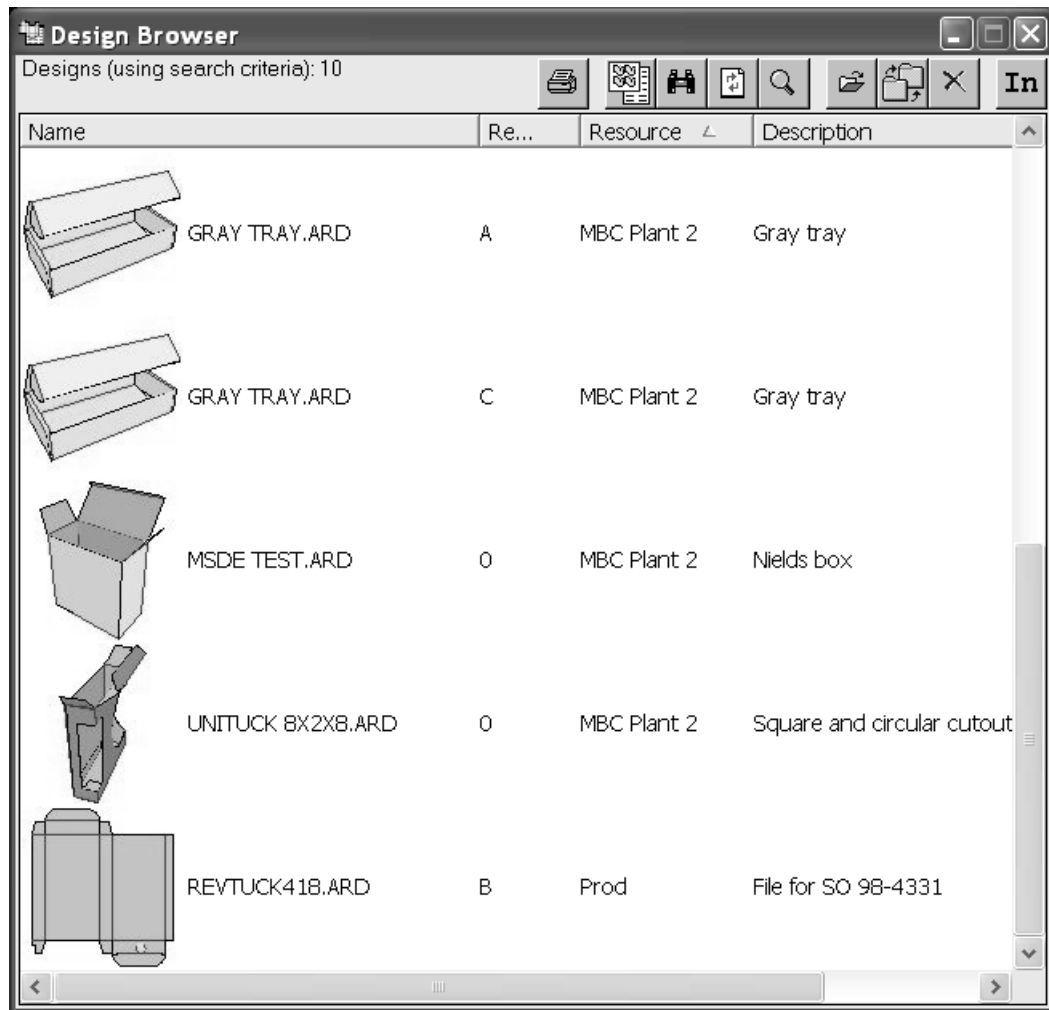 Design Browser
Designs (using search criteria): 10
In
Name Re... Resource Description
GRAY TRAY.ARD A MBC Plant 2 Gray tray
GRAY TRAY.ARD C MBC Plant 2 Gray tray
MSDE TEST.ARD 0 MBC Plant 2 Nields box
UNITUCK 8X2X8.ARD 0 MBC Plant 2 Square and circular cutout
REVTUCK418.ARD B Prod File for SO 98-4331